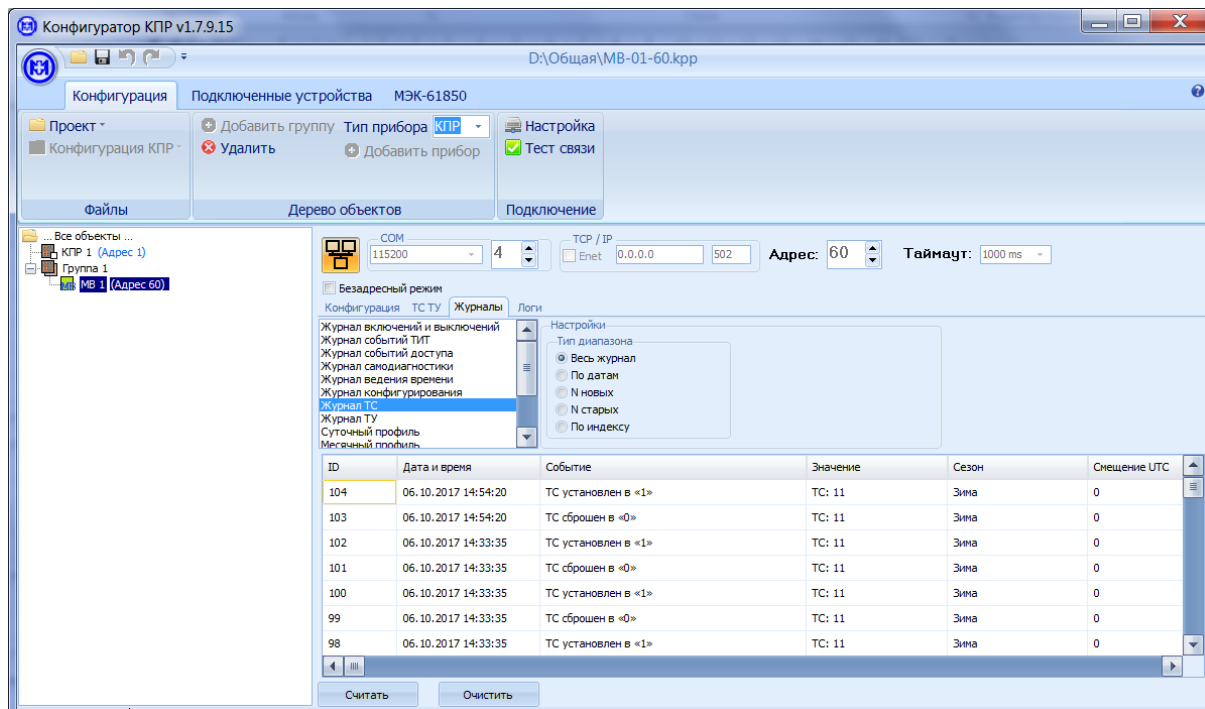 Конфигуратор КПР v1.7.9.15
D:\Общая\MB-01-60.kpp
Конфигурация Подключенные устройства МЭК-61850
Проект
Конфигурация КПР
Файлы
Добавить группу Тип прибора КПР
Удалить Добавить прибор
Дерево объектов
Настройка
Тест связи
Подключение
... Все объекты ...
КПР 1 (Адрес 1)
Группа 1
МВ 1 (Адрес 60)
COM
115200 4
TCP / IP
Enet 0.0.0.0 502
Адрес: 60 Таймаут: 1000 ms
Безадресный режим
Конфигурация ТС ТУ Журналы Логи
Журнал включений и выключений
Журнал событий ТИТ
Журнал событий доступа
Журнал самодиагностики
Журнал ведения времени
Журнал конфигурирования
Журнал ТС
Журнал ТУ
Суточный профиль
Месячный профиль
Настройки
Тип диапазона
Весь журнал
По датам
N новых
N старых
По индексу
ID Дата и время Событие Значение Сезон Смещение UTC
104 06.10.2017 14:54:20 ТС установлен в «1» ТС: 11 Зима 0
103 06.10.2017 14:54:20 ТС сброшен в «0» ТС: 11 Зима 0
102 06.10.2017 14:33:35 ТС установлен в «1» ТС: 11 Зима 0
101 06.10.2017 14:33:35 ТС сброшен в «0» ТС: 11 Зима 0
100 06.10.2017 14:33:35 ТС установлен в «1» ТС: 11 Зима 0
99 06.10.2017 14:33:35 ТС сброшен в «0» ТС: 11 Зима 0
98 06.10.2017 14:33:35 ТС установлен в «1» ТС: 11 Зима 0
Считать Очистить